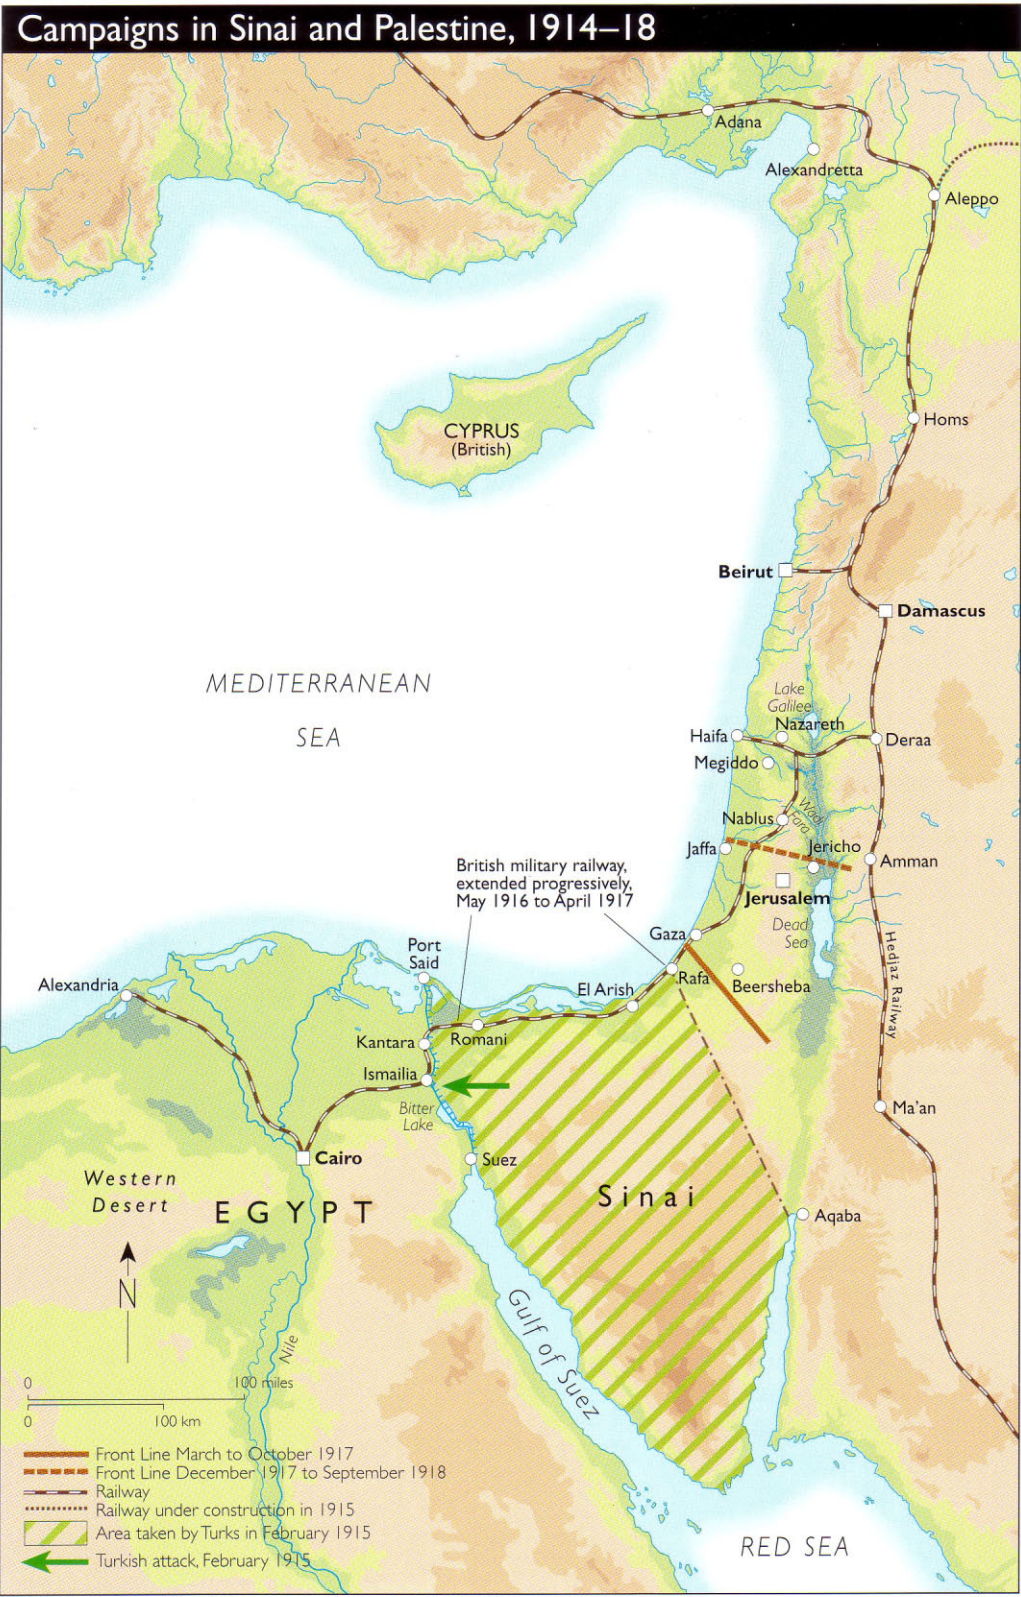 Campaigns in Sinai and Palestine, 1914–18
Adana
Alexandretta
Aleppo
Homs
CYPRUS
(British)
Beirut
Damascus
MEDITERRANEAN
SEA
Lake
Galilee
Nazareth
Haifa
Deraa
Megiddo
Wadi
Fara
Nablus
Jaffa
Jericho
Amman
British military railway,
extended progressively,
May 1916 to April 1917
Jerusalem
Dead
Sea
Gaza
Hedjaz Railway
Port
Said
Rafa
Beersheba
Alexandria
El Arish
Kantara
Romani
Ismailia
Bitter
Lake
Ma'an
Cairo
Suez
Western
Desert
EGYPT
Sinai
Aqaba
N
Gulf of Suez
Nile
0 100 miles
0 100 km
Front Line March to October 1917
Front Line December 1917 to September 1918
Railway
Railway under construction in 1915
Area taken by Turks in February 1915
Turkish attack, February 1915
RED SEA